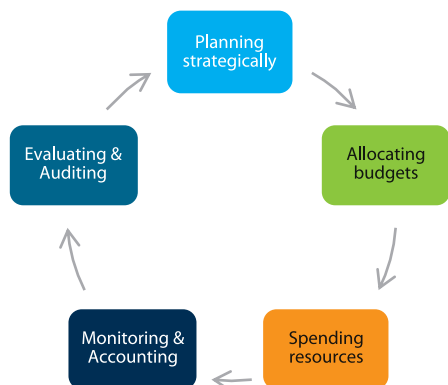 Planning
strategically
Allocating
budgets
Spending
resources
Monitoring &
Accounting
Evaluating &
Auditing